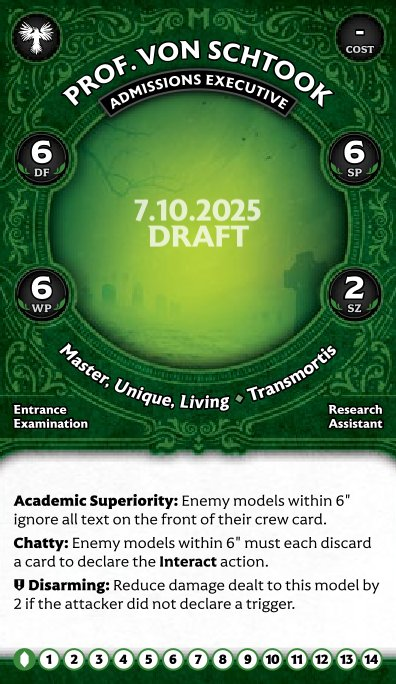 -
COST
PROF. VON SCHTOOK
ADMISSIONS EXECUTIVE
6
DF
6
SP
7.10.2025
DRAFT
6
WP
2
SZ
Master, Unique, Living ♦ Transmortis
Entrance
Examination
Research
Assistant
Academic Superiority: Enemy models within 6"
ignore all text on the front of their crew card.
Chatty: Enemy models within 6" must each discard
a card to declare the Interact action.
Disarming: Reduce damage dealt to this model by
2 if the attacker did not declare a trigger.
1 2 3 4 5 6 7 8 9 10 11 12 13 14